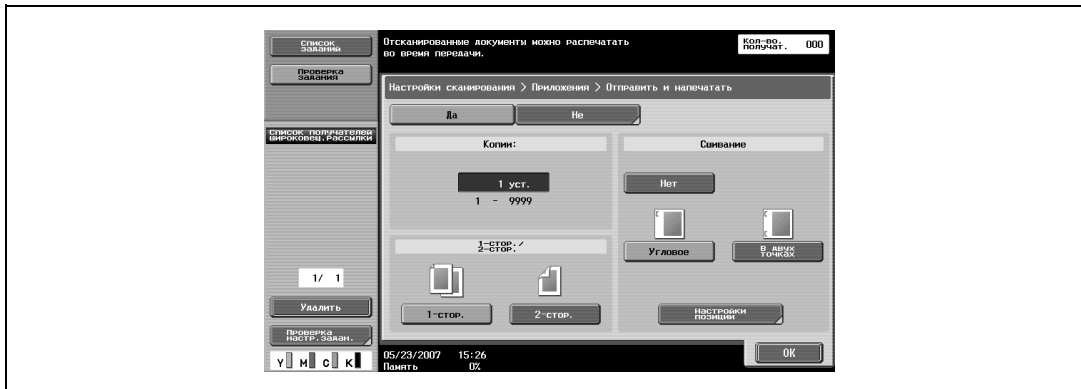 Список
заданий
Проверка
задания
Список получателей
широковещ.рассылки
1/ 1
Удалить
Проверка
настр.задан.
Y M C K
Отсканированные документы можно распечатать
во время передачи.
Кол-во.
получат. 000
Настройки сканирования > Приложения > Отправить и напечатать
Да
Не
Копии:
1 уст.
1 - 9999
1-стор./
2-стор.
1-стор.
2-стор.
Сшивание
Нет
Угловое
В двух
точках
Настройки
позиции
05/23/2007 15:26
Память 0%
OK